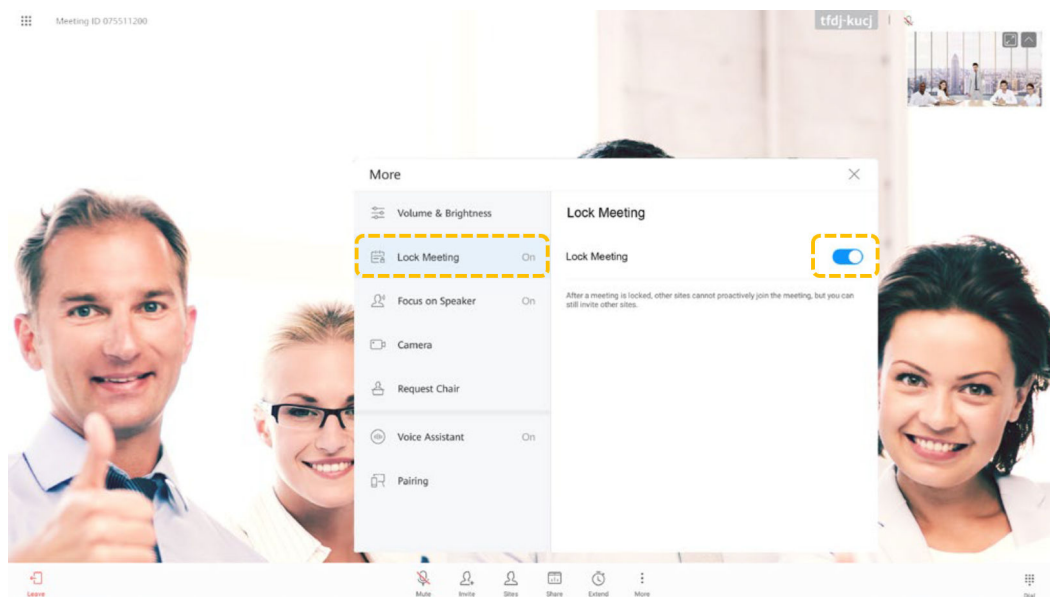 Meeting ID 075511200
tfdj-kucj
More
Volume & Brightness
Lock Meeting On
Focus on Speaker On
Camera
Request Chair
Voice Assistant On
Pairing
Lock Meeting
Lock Meeting
After a meeting is locked, other sites cannot proactively join the meeting, but you can
still invite other sites.
Leave
Mute
Invite
Sites
Share
Extend
More